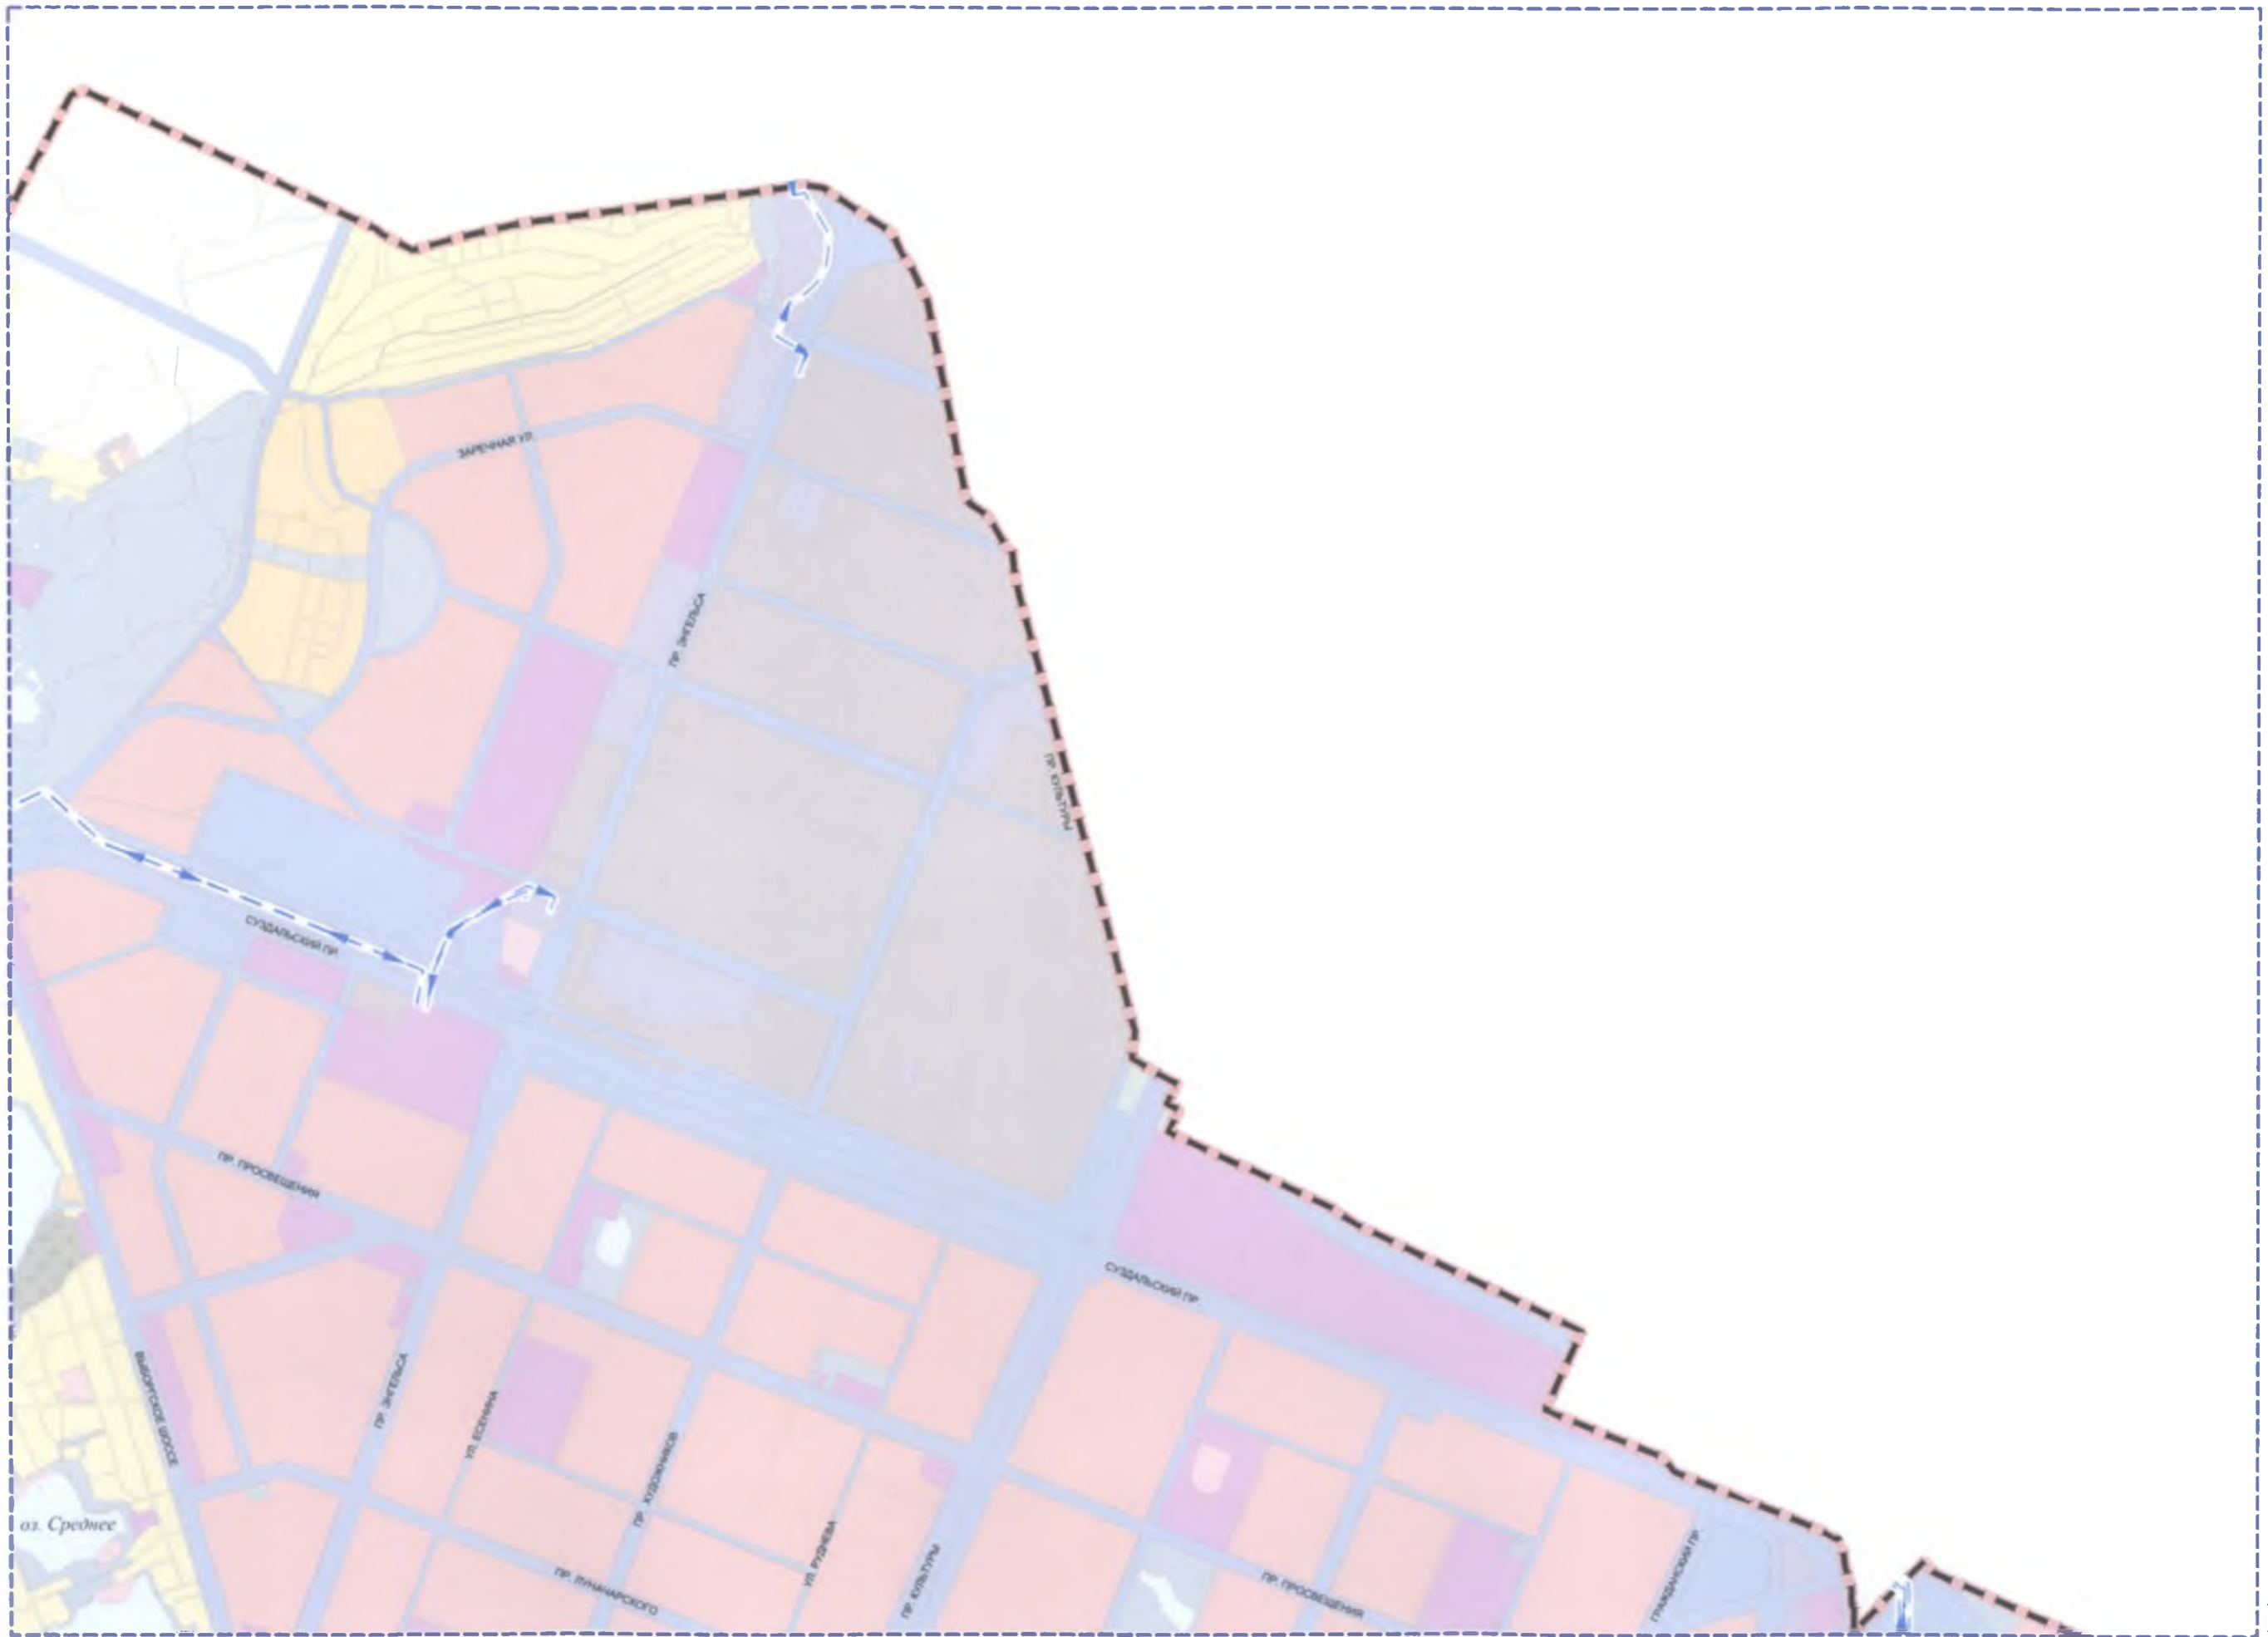 ЗАРЕЧНАЯ УЛ.
ПР. ЭНГЕЛЬСА
ПР. КУЛЬТУРЫ
СУЗДАЛЬСКИЙ ПР.
ПР. ПРОСВЕЩЕНИЯ
СУЗДАЛЬСКИЙ ПР.
ВЫБОРГСКОЕ ШОССЕ
ПР. ЭНГЕЛЬСА
УЛ. ЕСЕНИНА
ПР. ХУДОЖНИКОВ
оз. Среднее
УЛ. РУДНЕВА
ПР. КУЛЬТУРЫ
ГРАЖДАНСКИЙ ПР.
ПР. ЛУНАЧАРСКОГО
ПР. ПРОСВЕЩЕНИЯ